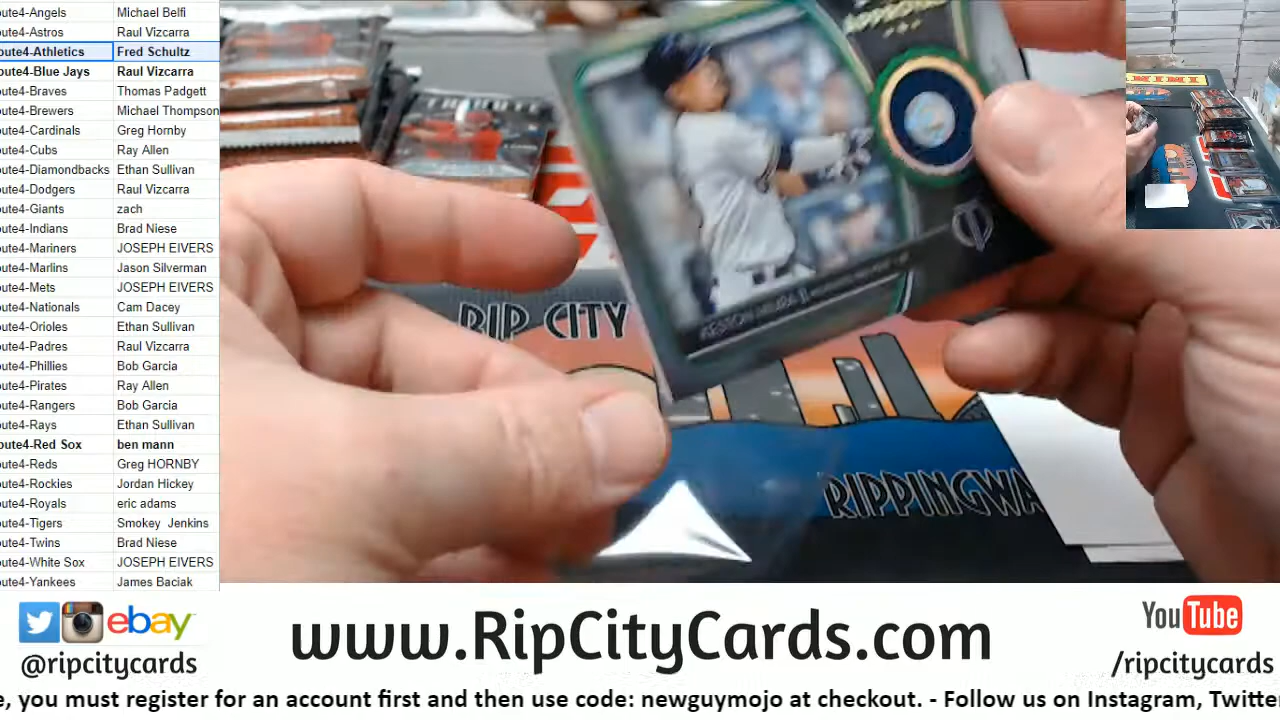 oute4-Angels Michael Belfi
oute4-Astros Raul Vizcarra
oute4-Athletics Fred Schultz
oute4-Blue Jays Raul Vizcarra
oute4-Braves Thomas Padgett
oute4-Brewers Michael Thompson
oute4-Cardinals Greg Hornby
oute4-Cubs Ray Allen
oute4-Diamondbacks Ethan Sullivan
oute4-Dodgers Raul Vizcarra
oute4-Giants zach
oute4-Indians Brad Niese
oute4-Mariners JOSEPH EIVERS
oute4-Marlins Jason Silverman
oute4-Mets JOSEPH EIVERS
oute4-Nationals Cam Dacey
oute4-Orioles Ethan Sullivan
oute4-Padres Raul Vizcarra
oute4-Phillies Bob Garcia
oute4-Pirates Ray Allen
oute4-Rangers Bob Garcia
oute4-Rays Ethan Sullivan
oute4-Red Sox ben mann
oute4-Reds Greg HORNBY
oute4-Rockies Jordan Hickey
oute4-Royals eric adams
oute4-Tigers Smokey Jenkins
oute4-Twins Brad Niese
oute4-White Sox JOSEPH EIVERS
oute4-Yankees James Baciak
TRIBUTE
KESTON HIURA
RIP CITY
RIPPINGWA
PANINI
ebay
@ripcitycards
www.RipCityCards.com
YouTube
/ripcitycards
e, you must register for an account first and then use code: newguymojo at checkout. - Follow us on Instagram, Twitte